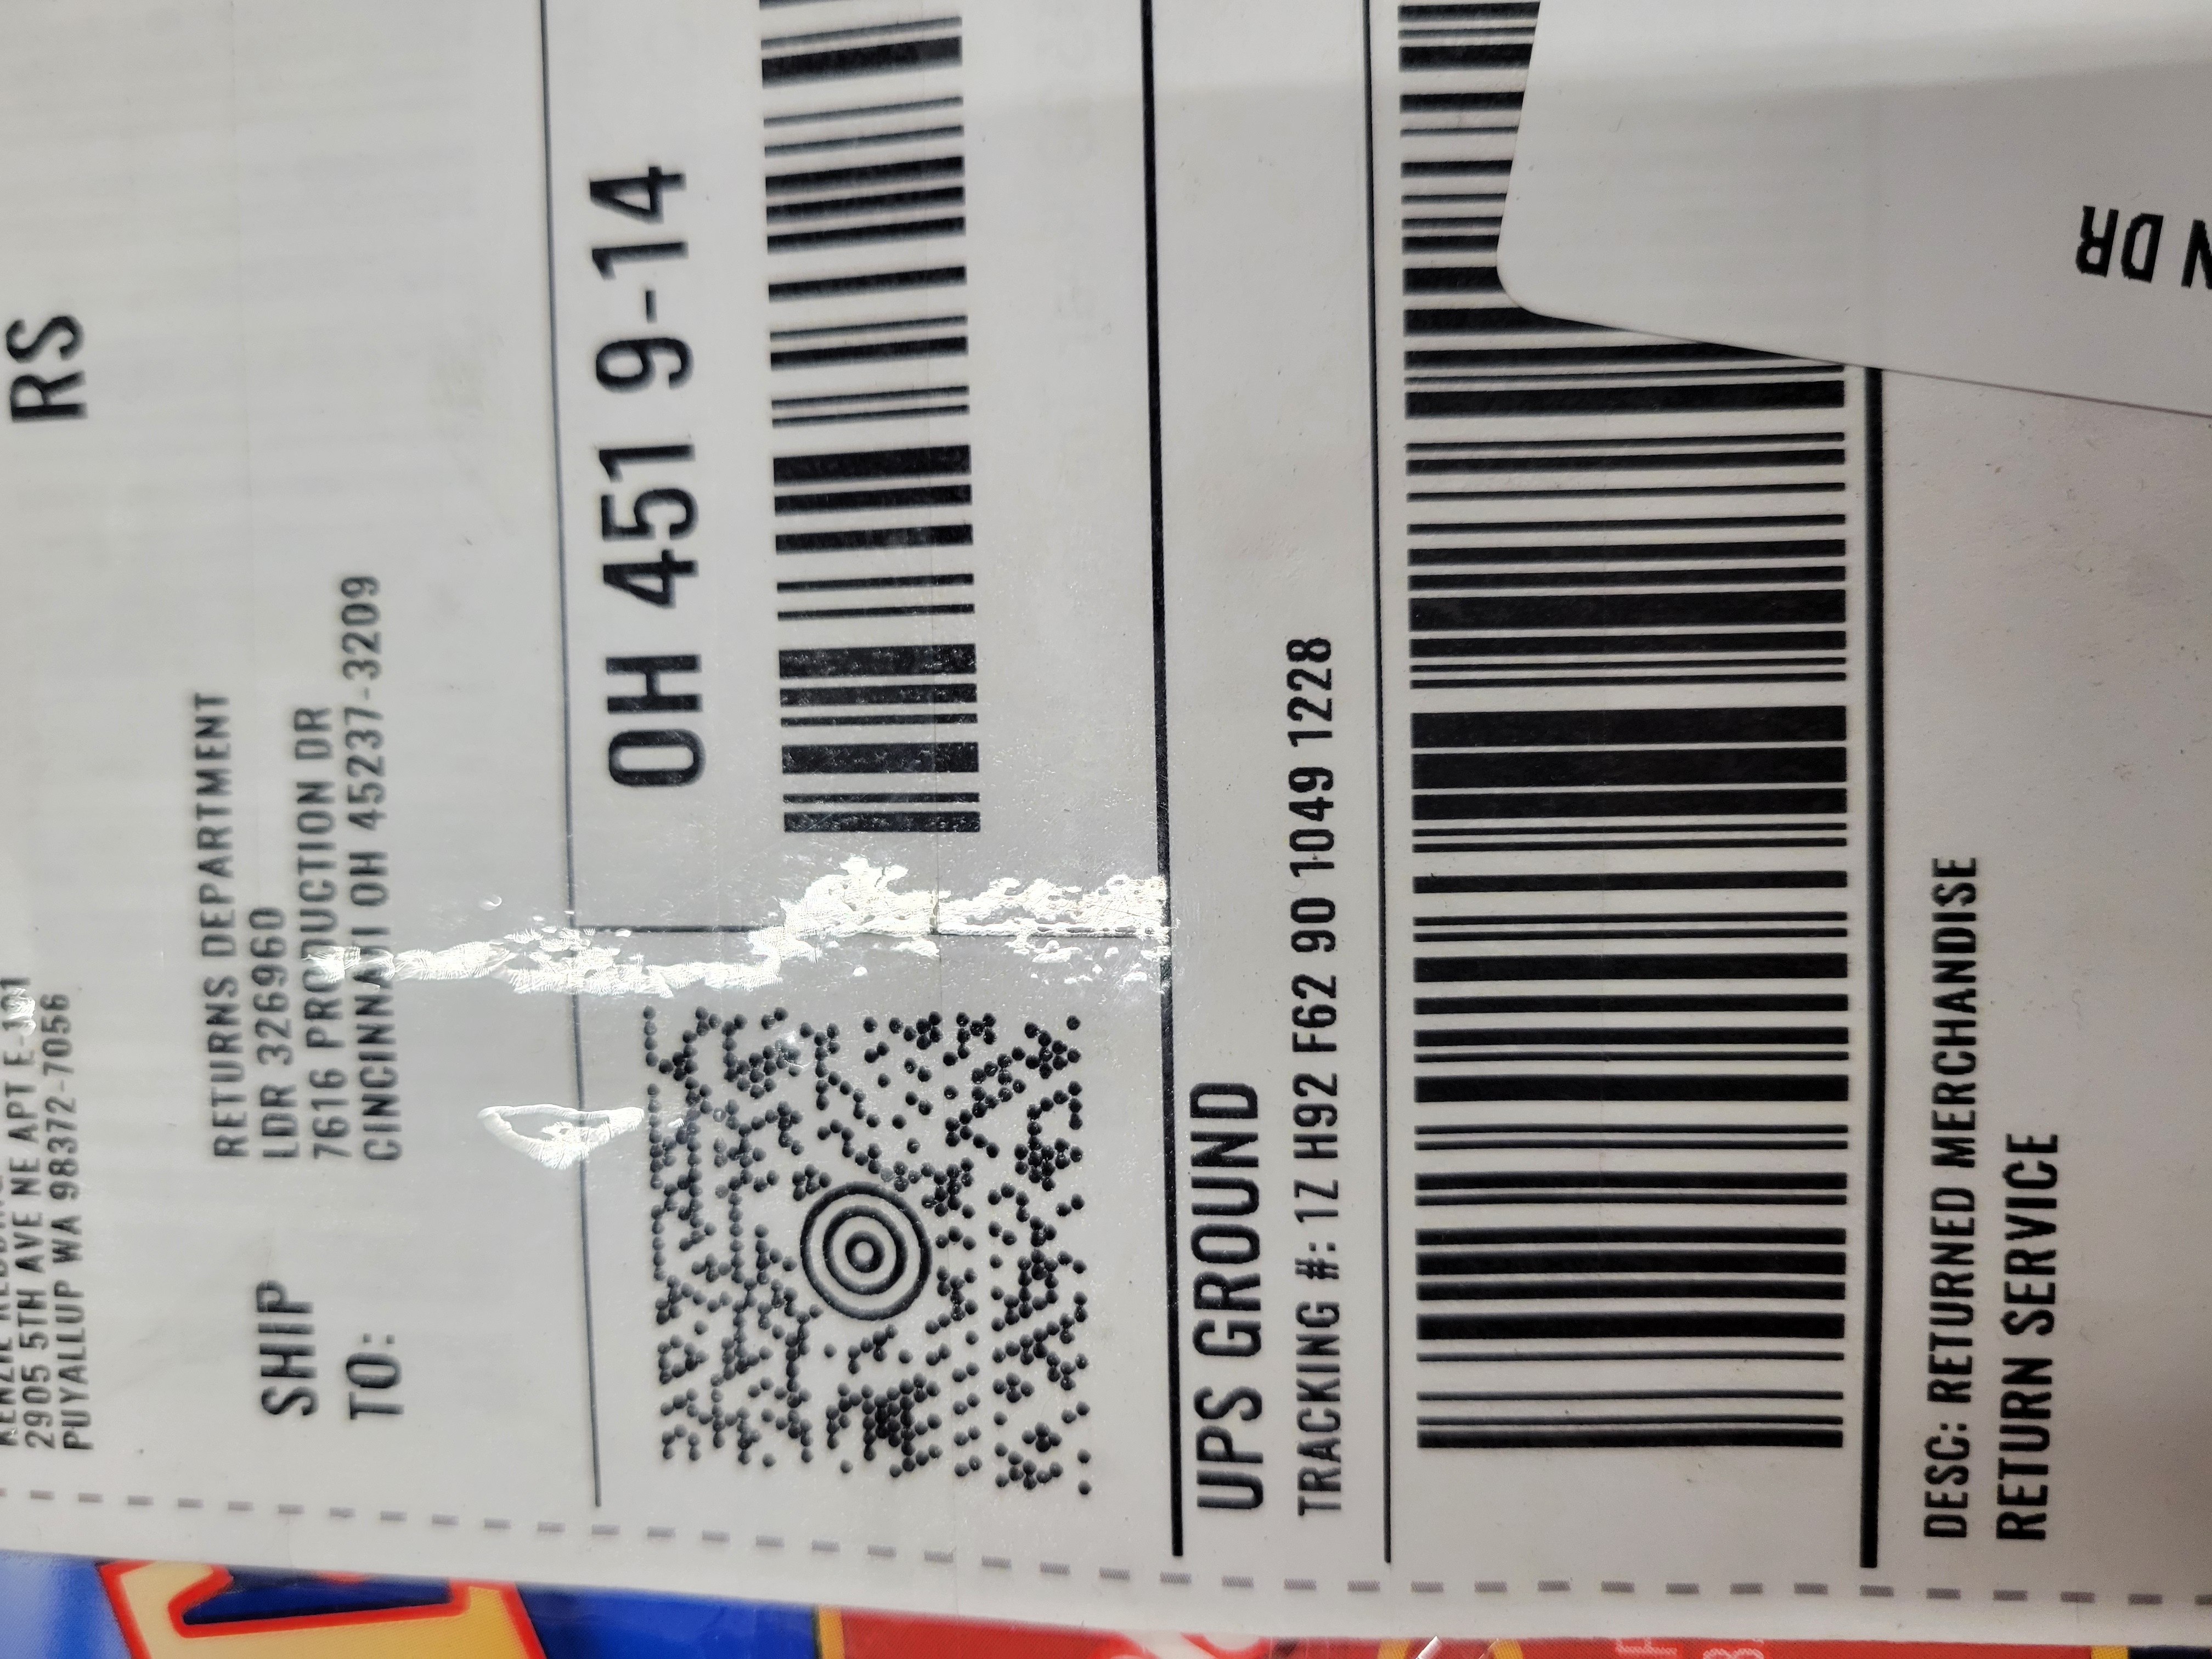 RS
2905 5TH AVE NE APT
PUYALLUP WA 98372-7056
SHIP
TO:
RETURNS DEPARTMENT
LDR 326960
7616 PRODUCTION DR
CINCINNATI OH 45237-3209
OH 451 9-14
UPS GROUND
TRACKING #: 1Z H92 F62 90 1049 1228
DESC: RETURNED MERCHANDISE
RETURN SERVICE
N DR